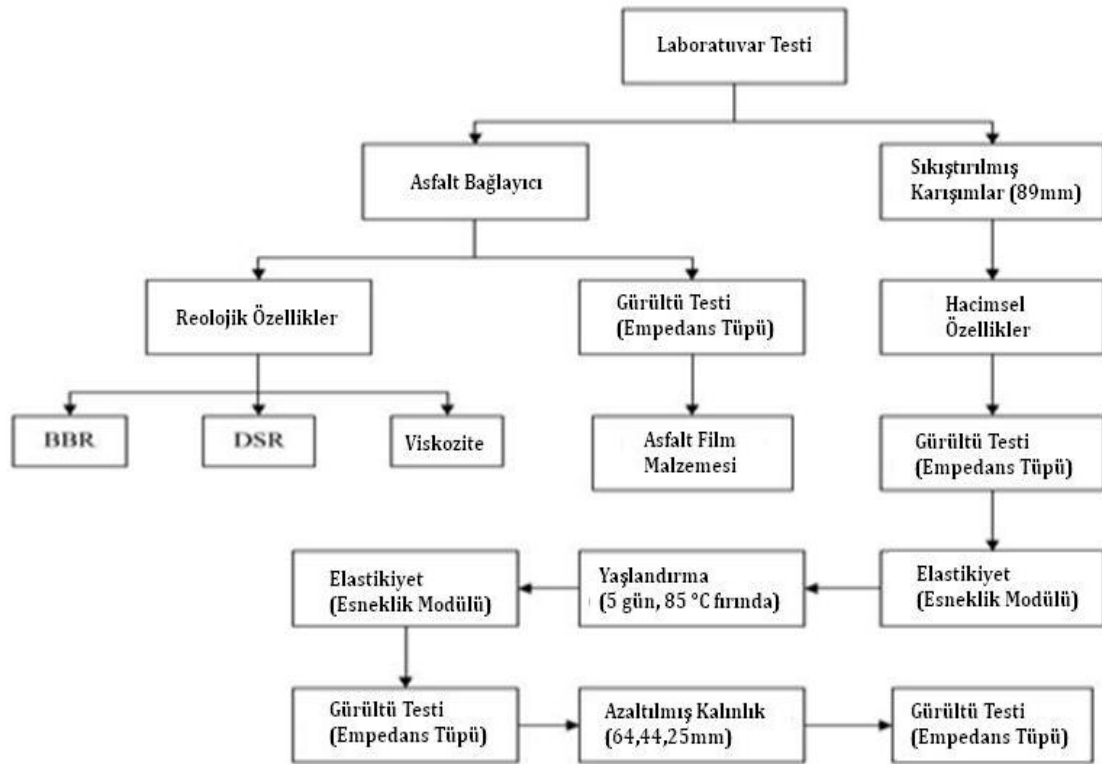 Laboratuvar Testi
Asfalt Bağlayıcı
Sıkıştırılmış
Karışımlar (89mm)
Reolojik Özellikler
Gürültü Testi
(Empedans Tüpü)
Hacimsel
Özellikler
BBR
DSR
Viskozite
Asfalt Film
Malzemesi
Gürültü Testi
(Empedans Tüpü)
Elastikiyet
(Esneklik Modülü)
Yaşlandırma
(5 gün, 85 °C fırında)
Elastikiyet
(Esneklik Modülü)
Gürültü Testi
(Empedans Tüpü)
Azaltılmış Kalınlık
(64,44,25mm)
Gürültü Testi
(Empedans Tüpü)